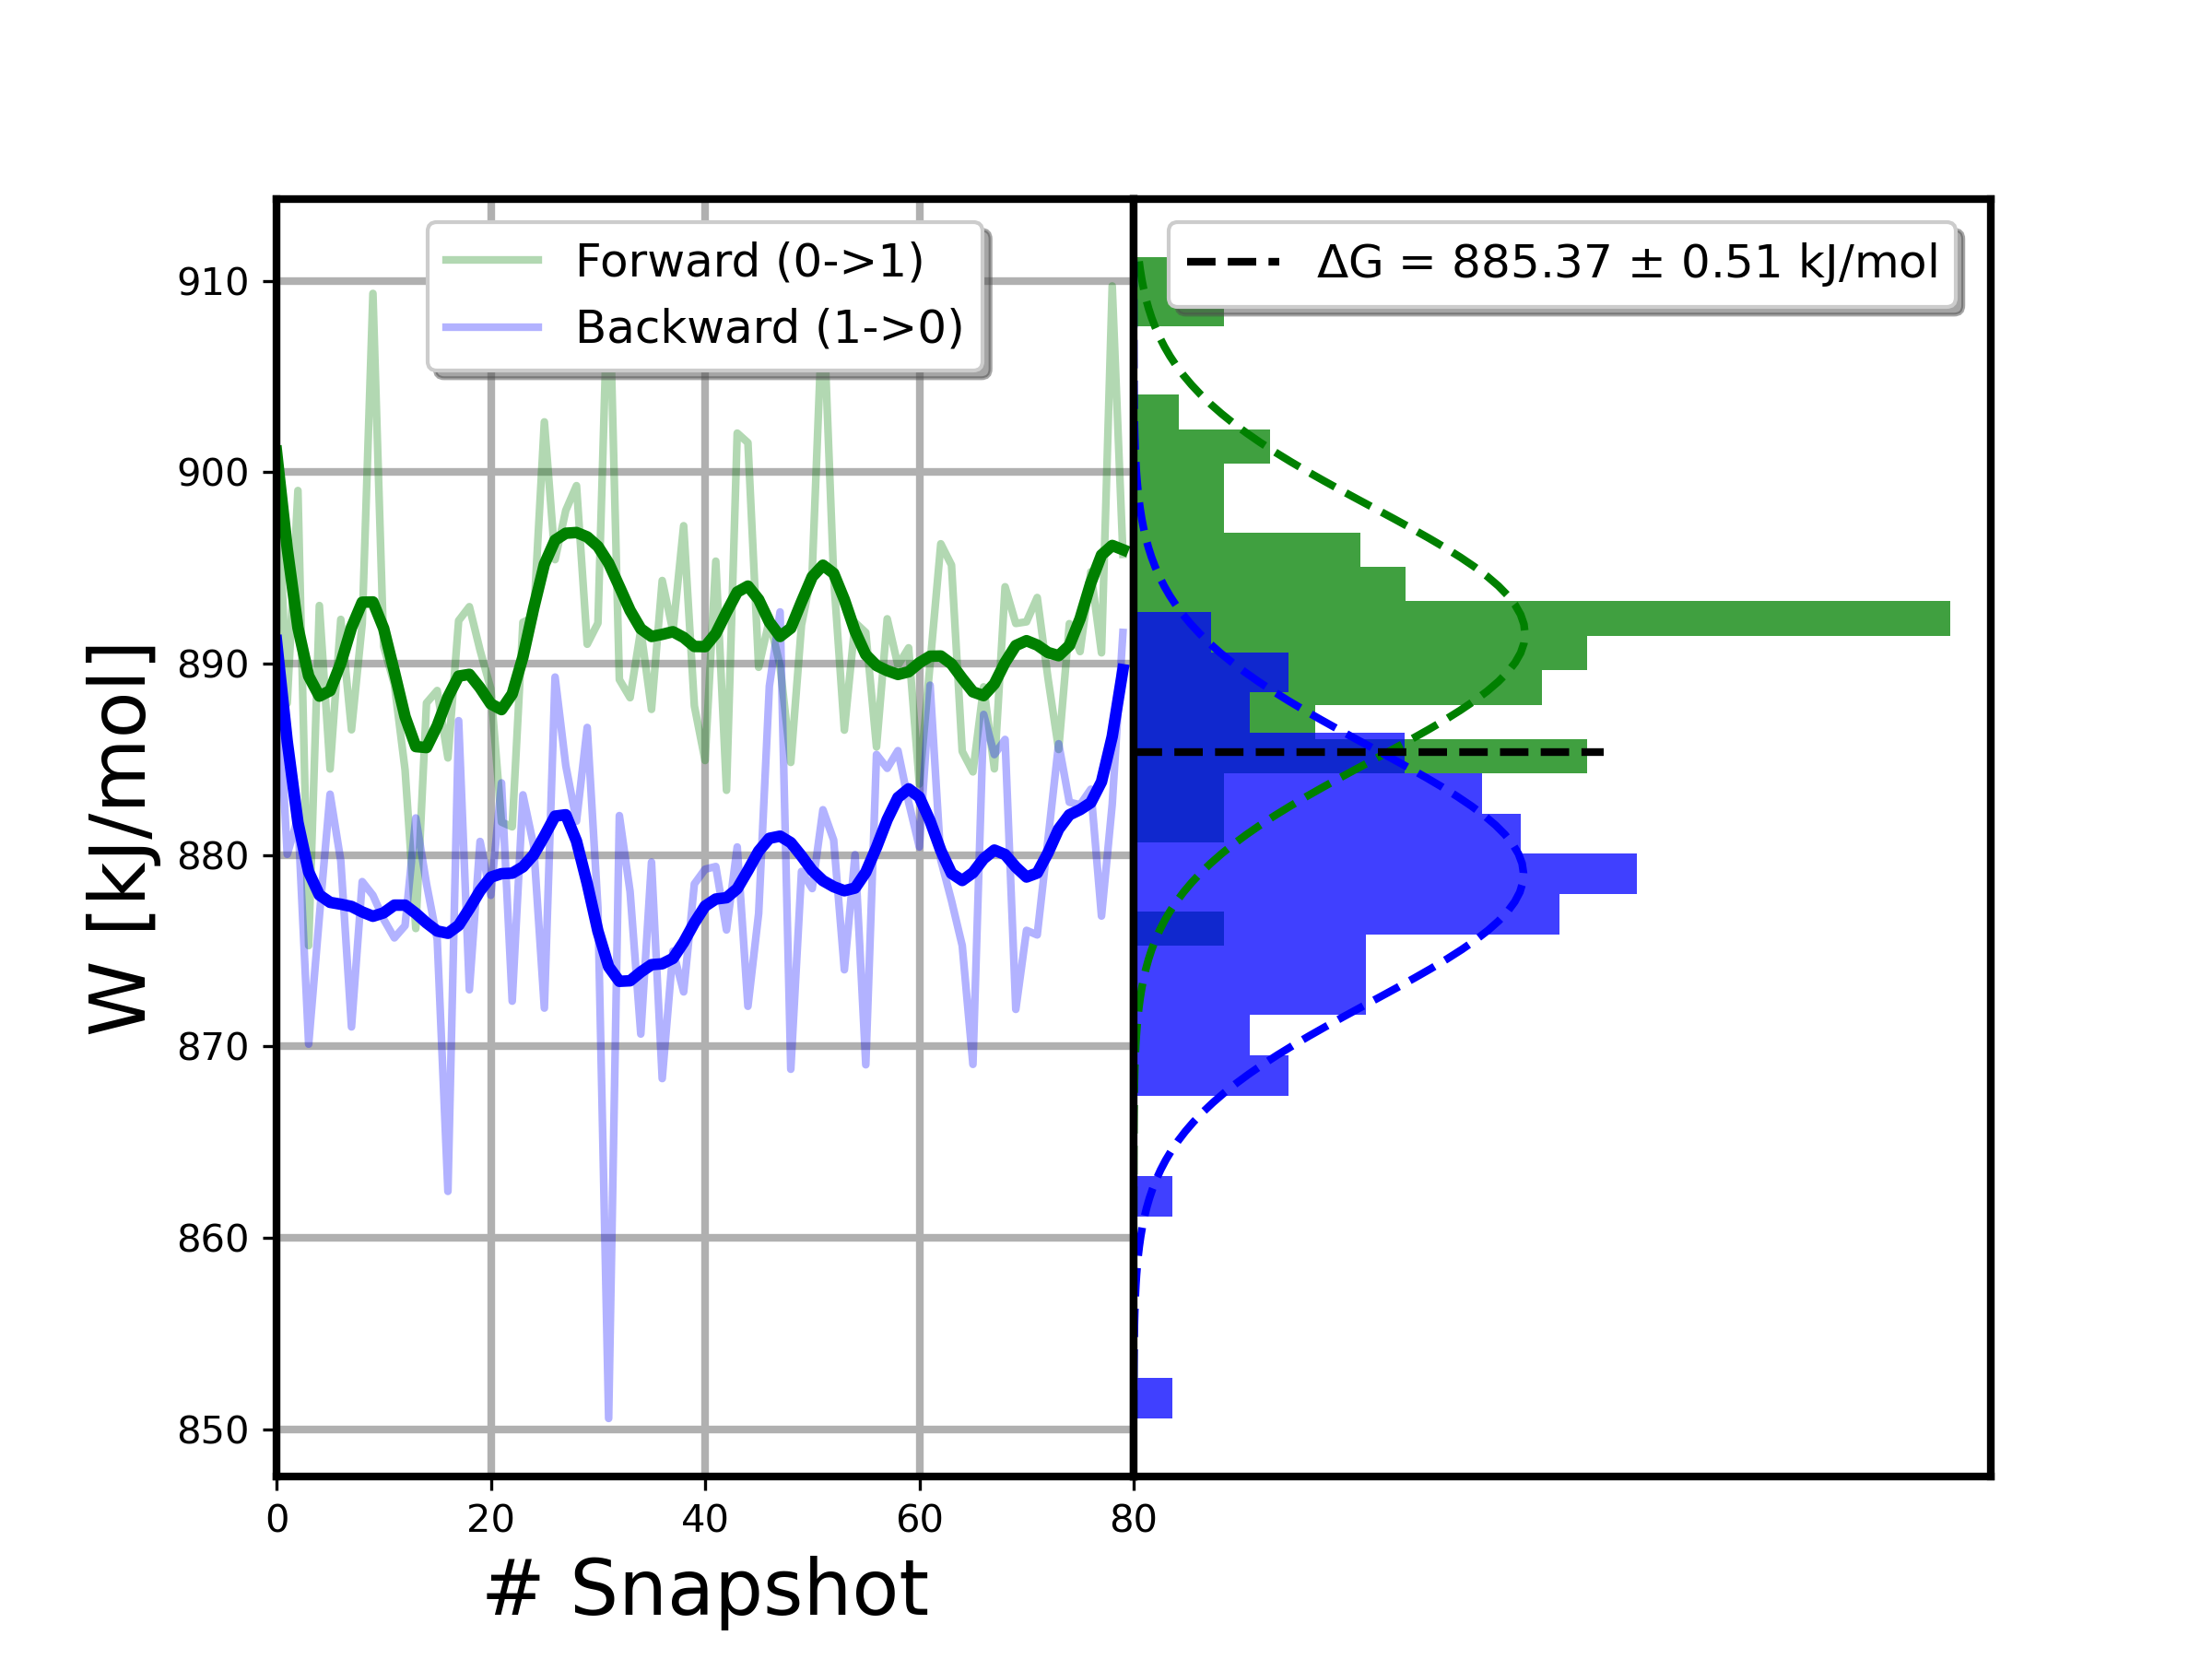 Forward (0->1)
Backward (1->0)
ΔG = 885.37 ± 0.51 kJ/mol
W [kJ/mol]
910
900
890
880
870
860
850
0 20 40 60 80
# Snapshot